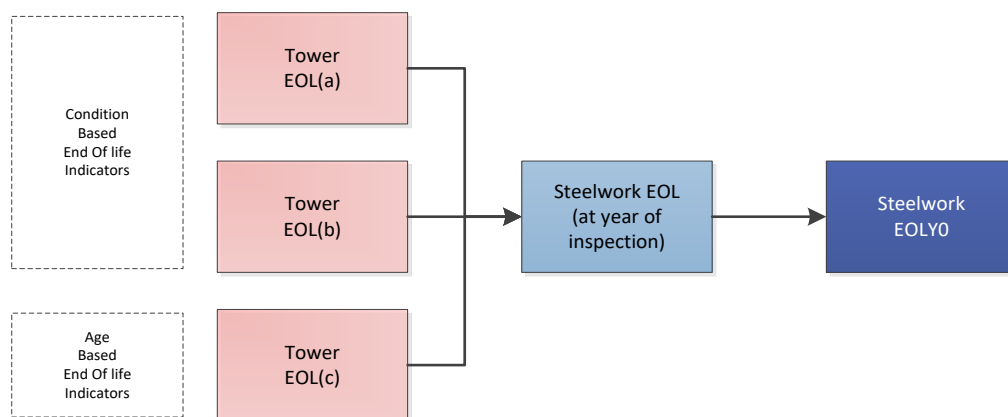 Condition
Based
End Of life
Indicators
Tower
EOL(a)
Tower
EOL(b)
Steelwork EOL
(at year of
inspection)
Steelwork
EOLY0
Age
Based
End Of life
Indicators
Tower
EOL(c)